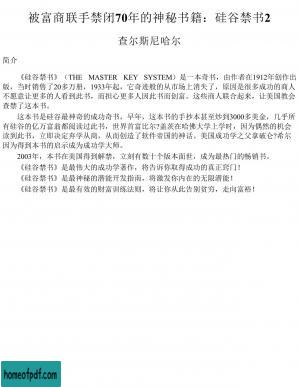 被富商联手禁闭70年的神秘书籍：硅谷禁书2
查尔斯尼哈尔
简介
《硅谷禁书》（THE MASTER KEY SYSTEM）是一本奇书，由作者在1912年创作出
版，当时销售了20多万册，1933年起，它奇迹般的从市场上消失了，原因是很多成功的商人
不愿意让更多的人看到此书，而担心更多人因此书而创富。这些商人联合起来，让美国教会
查禁了这本书。
这本书是硅谷最神奇的成功奇书，早年，这本书的手抄本甚至炒到3000多美金，几乎所
有硅谷的亿万富翁都阅读过此书，世界首富比尔?盖茨在哈佛大学上学时，因为偶然的机会
读到此书，立即决定弃学从商，从而创造了软件帝国的神话。美国成功学之父拿破仑?希尔
因为得到本书的启示成为成功学大师。
2003年，本书在美国得到解禁，立刻有数十个版本面世，成为最热门的畅销书。
《硅谷禁书》是最伟大的成功学著作，将告诉你取得成功的真正窍门！
《硅谷禁书》是最神秘的潜能开发指南，将激发你内在的无限潜能！
《硅谷禁书》是最有效的财富训练法则，将让你从此告别贫穷，走向富裕！
homeofpdf.com